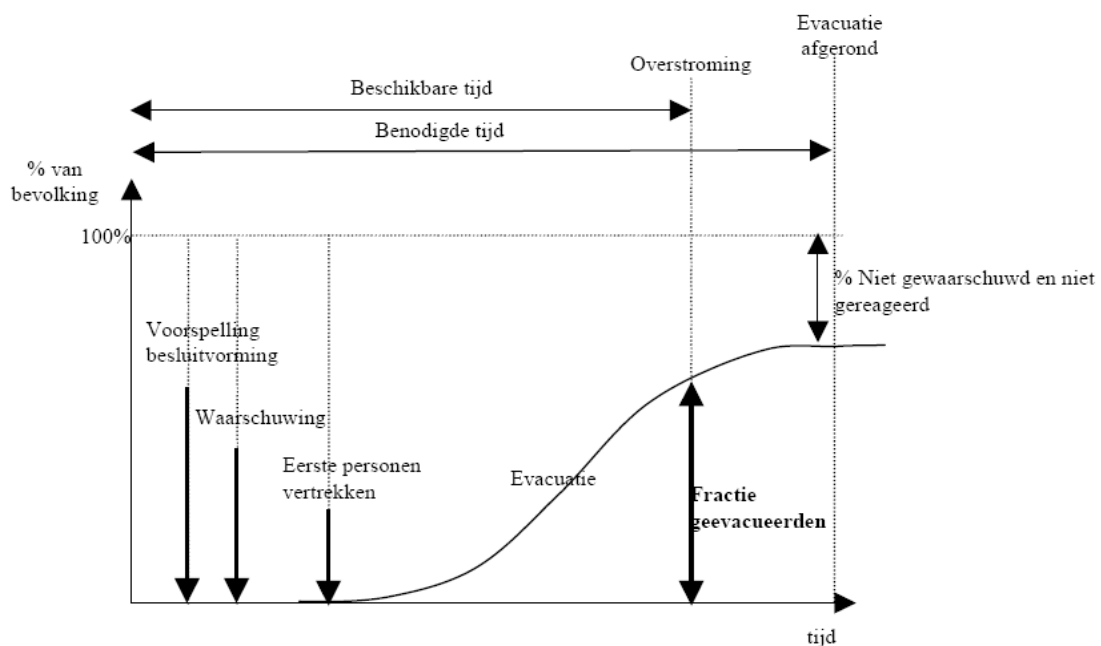 Evacuatie
afgerond
Overstroming
Beschikbare tijd
Benodigde tijd
% van
bevolking
100%
% Niet gewaarschuwd en niet
gereageerd
Voorspelling
besluitvorming
Waarschuwing
Eerste personen
vertrekken
Evacuatie
Fractie
geevacueerden
tijd